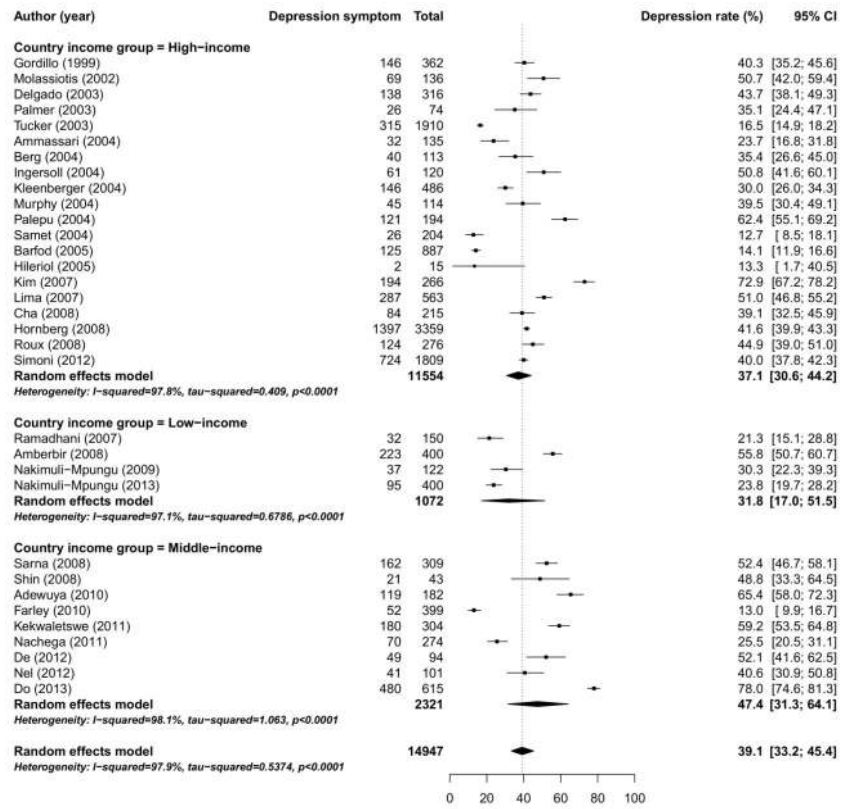 Author (year) Depression symptom Total Depression rate (%) 95% CI
Country income group = High−income
Gordillo (1999) 146 362 40.3 [35.2; 45.6]
Molassiotis (2002) 69 136 50.7 [42.0; 59.4]
Delgado (2003) 138 316 43.7 [38.1; 49.3]
Palmer (2003) 26 74 35.1 [24.4; 47.1]
Tucker (2003) 315 1910 16.5 [14.9; 18.2]
Ammassari (2004) 32 135 23.7 [16.8; 31.8]
Berg (2004) 40 113 35.4 [26.6; 45.0]
Ingersoll (2004) 61 120 50.8 [41.6; 60.1]
Kleenberger (2004) 146 486 30.0 [26.0; 34.3]
Murphy (2004) 45 114 39.5 [30.4; 49.1]
Palepu (2004) 121 194 62.4 [55.1; 69.2]
Samet (2004) 26 204 12.7 [ 8.5; 18.1]
Barfod (2005) 125 887 14.1 [11.9; 16.6]
Hileriol (2005) 2 15 13.3 [ 1.7; 40.5]
Kim (2007) 194 266 72.9 [67.2; 78.2]
Lima (2007) 287 563 51.0 [46.8; 55.2]
Cha (2008) 84 215 39.1 [32.5; 45.9]
Hornberg (2008) 1397 3359 41.6 [39.9; 43.3]
Roux (2008) 124 276 44.9 [39.0; 51.0]
Simoni (2012) 724 1809 40.0 [37.8; 42.3]
Random effects model 11554 37.1 [30.6; 44.2]
Heterogeneity: I−squared=97.8%, tau−squared=0.409, p<0.0001
Country income group = Low−income
Ramadhani (2007) 32 150 21.3 [15.1; 28.8]
Amberbir (2008) 223 400 55.8 [50.7; 60.7]
Nakimuli−Mpungu (2009) 37 122 30.3 [22.3; 39.3]
Nakimuli−Mpungu (2013) 95 400 23.8 [19.7; 28.2]
Random effects model 1072 31.8 [17.0; 51.5]
Heterogeneity: I−squared=97.1%, tau−squared=0.6786, p<0.0001
Country income group = Middle−income
Sarna (2008) 162 309 52.4 [46.7; 58.1]
Shin (2008) 21 43 48.8 [33.3; 64.5]
Adewuya (2010) 119 182 65.4 [58.0; 72.3]
Farley (2010) 52 399 13.0 [ 9.9; 16.7]
Kekwaletswe (2011) 180 304 59.2 [53.5; 64.8]
Nachega (2011) 70 274 25.5 [20.5; 31.1]
De (2012) 49 94 52.1 [41.6; 62.5]
Nel (2012) 41 101 40.6 [30.9; 50.8]
Do (2013) 480 615 78.0 [74.6; 81.3]
Random effects model 2321 47.4 [31.3; 64.1]
Heterogeneity: I−squared=98.1%, tau−squared=1.063, p<0.0001
Random effects model 14947 39.1 [33.2; 45.4]
Heterogeneity: I−squared=97.9%, tau−squared=0.5374, p<0.0001
0 20 40 60 80 100